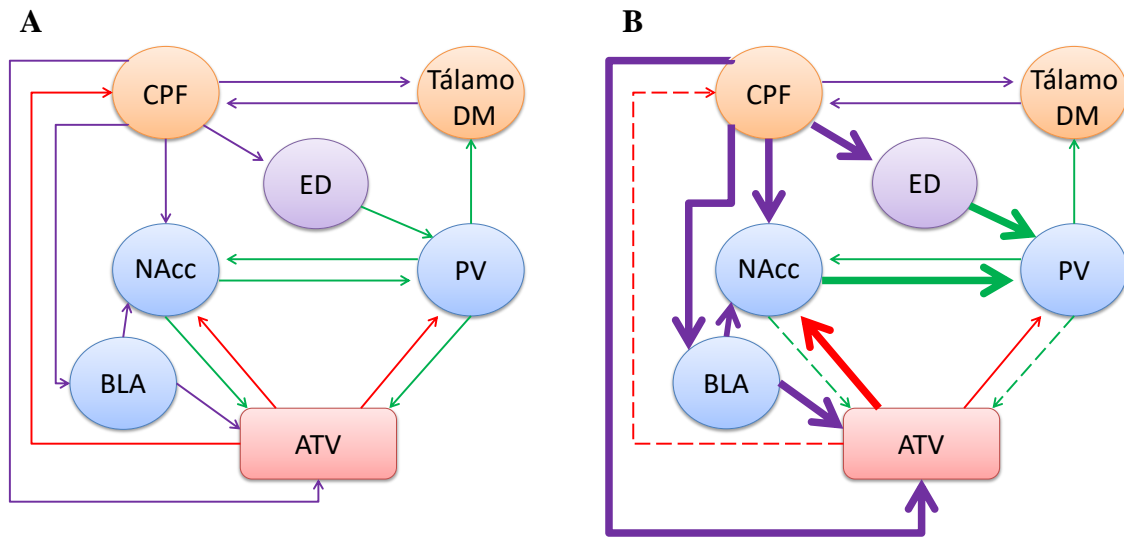 A
CPF
Tálamo
DM
ED
NAcc
PV
BLA
ATV
B
CPF
Tálamo
DM
ED
NAcc
PV
BLA
ATV